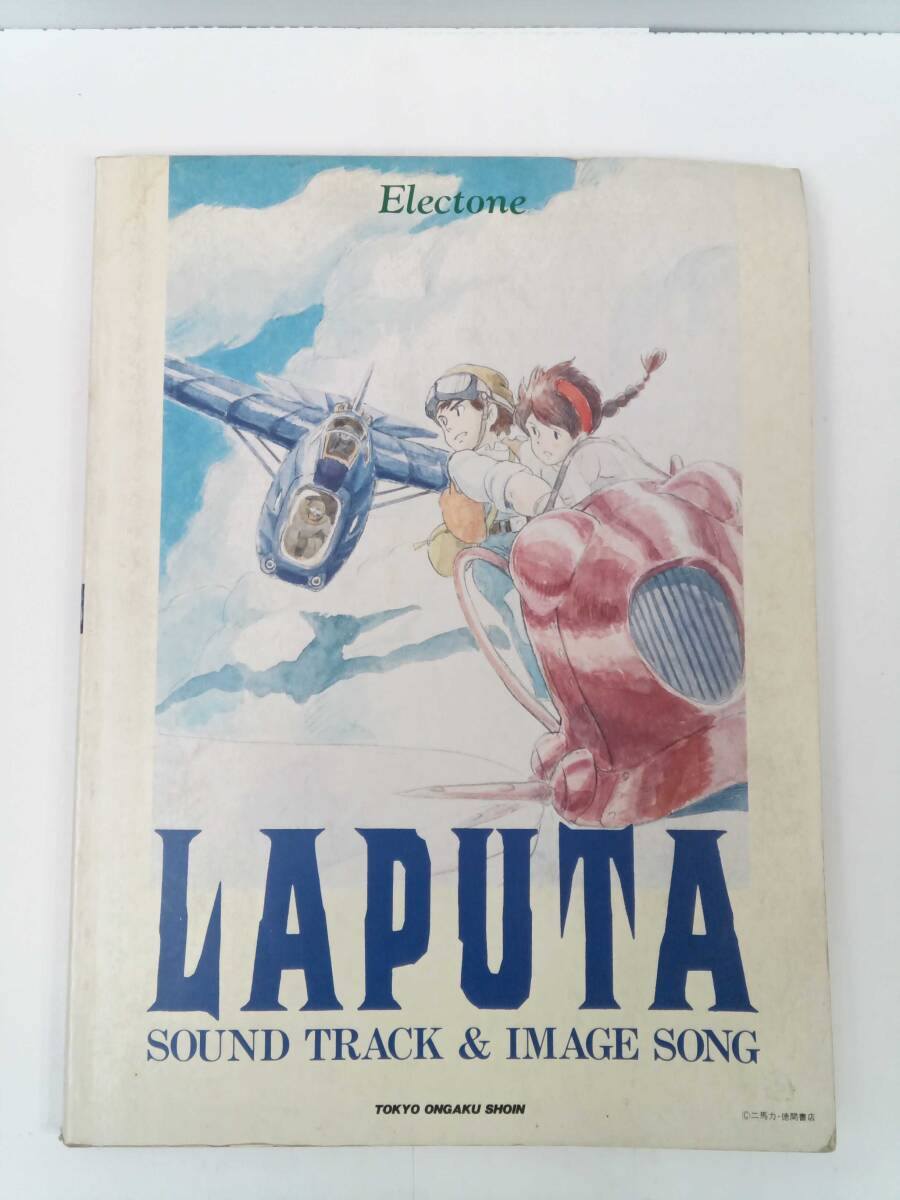 Electone
LAPUTA
SOUND TRACK & IMAGE SONG
TOKYO ONGAKU SHOIN
©二馬力・徳間書店